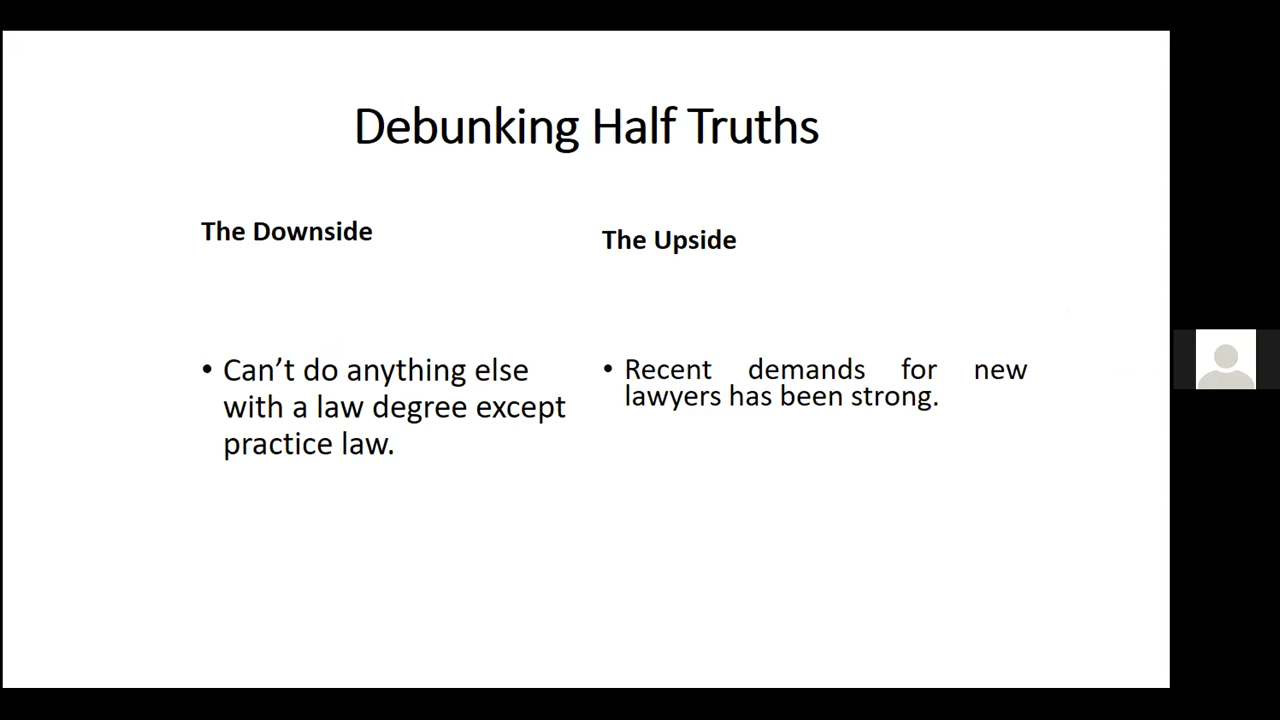 Debunking Half Truths
The Downside
• Can’t do anything else
with a law degree except
practice law.
The Upside
• Recent demands for new
lawyers has been strong.